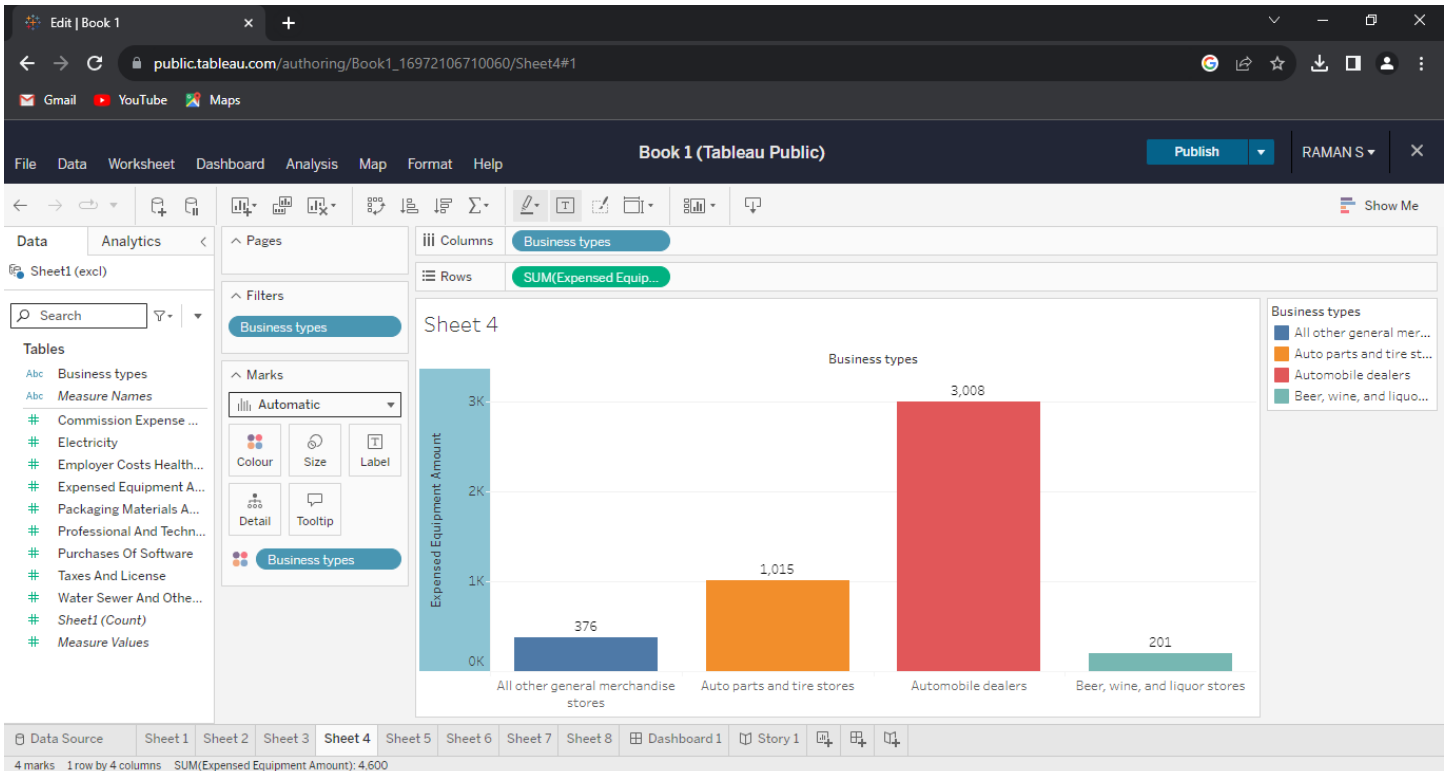 Edit | Book 1
public.tableau.com/authoring/Book1_16972106710060/Sheet4#1
Gmail YouTube Maps
File Data Worksheet Dashboard Analysis Map Format Help
Book 1 (Tableau Public)
Publish
RAMAN S
Show Me
Data Analytics
Sheet1 (excl)
Search
Tables
Abc Business types
Abc Measure Names
# Commission Expense ...
# Electricity
# Employer Costs Health...
# Expensed Equipment A...
# Packaging Materials A...
# Professional And Techn...
# Purchases Of Software
# Taxes And License
# Water Sewer And Othe...
# Sheet1 (Count)
# Measure Values
Pages
Filters
Business types
Marks
Automatic
Colour Size Label
T
Detail Tooltip
Business types
iii Columns Business types
Rows SUM(Expensed Equip...
Sheet 4
Business types
Expensed Equipment Amount
3K
2K
1K
0K
376
1,015
3,008
201
All other general merchandise
stores
Auto parts and tire stores
Automobile dealers
Beer, wine, and liquor stores
Business types
All other general mer...
Auto parts and tire st...
Automobile dealers
Beer, wine, and liquo...
Data Source Sheet 1 Sheet 2 Sheet 3 Sheet 4 Sheet 5 Sheet 6 Sheet 7 Sheet 8 Dashboard 1 Story 1
4 marks 1 row by 4 columns SUM(Expensed Equipment Amount): 4,600